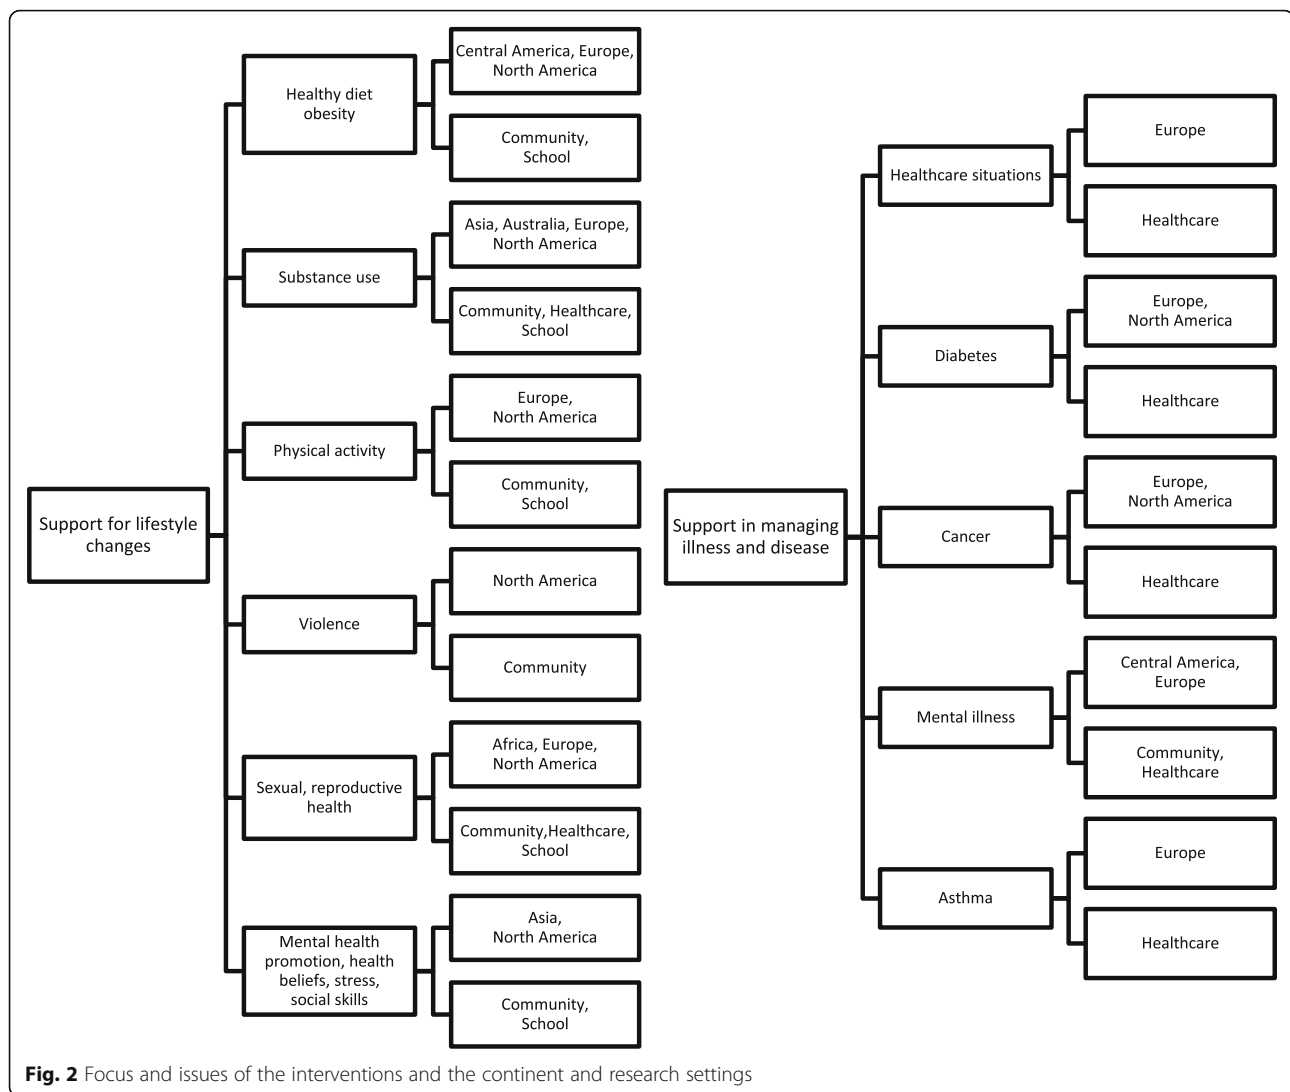 Support for lifestyle
changes
Healthy diet
obesity
Central America, Europe,
North America
Community,
School
Substance use
Asia, Australia, Europe,
North America
Community, Healthcare,
School
Physical activity
Europe,
North America
Community,
School
Violence
North America
Community
Sexual, reproductive
health
Africa, Europe,
North America
Community,Healthcare,
School
Mental health
promotion, health
beliefs, stress,
social skills
Asia,
North America
Community,
School
Support in managing
illness and disease
Healthcare situations
Europe
Healthcare
Diabetes
Europe,
North America
Healthcare
Cancer
Europe,
North America
Healthcare
Mental illness
Central America,
Europe
Community,
Healthcare
Asthma
Europe
Healthcare
Fig. 2 Focus and issues of the interventions and the continent and research settings